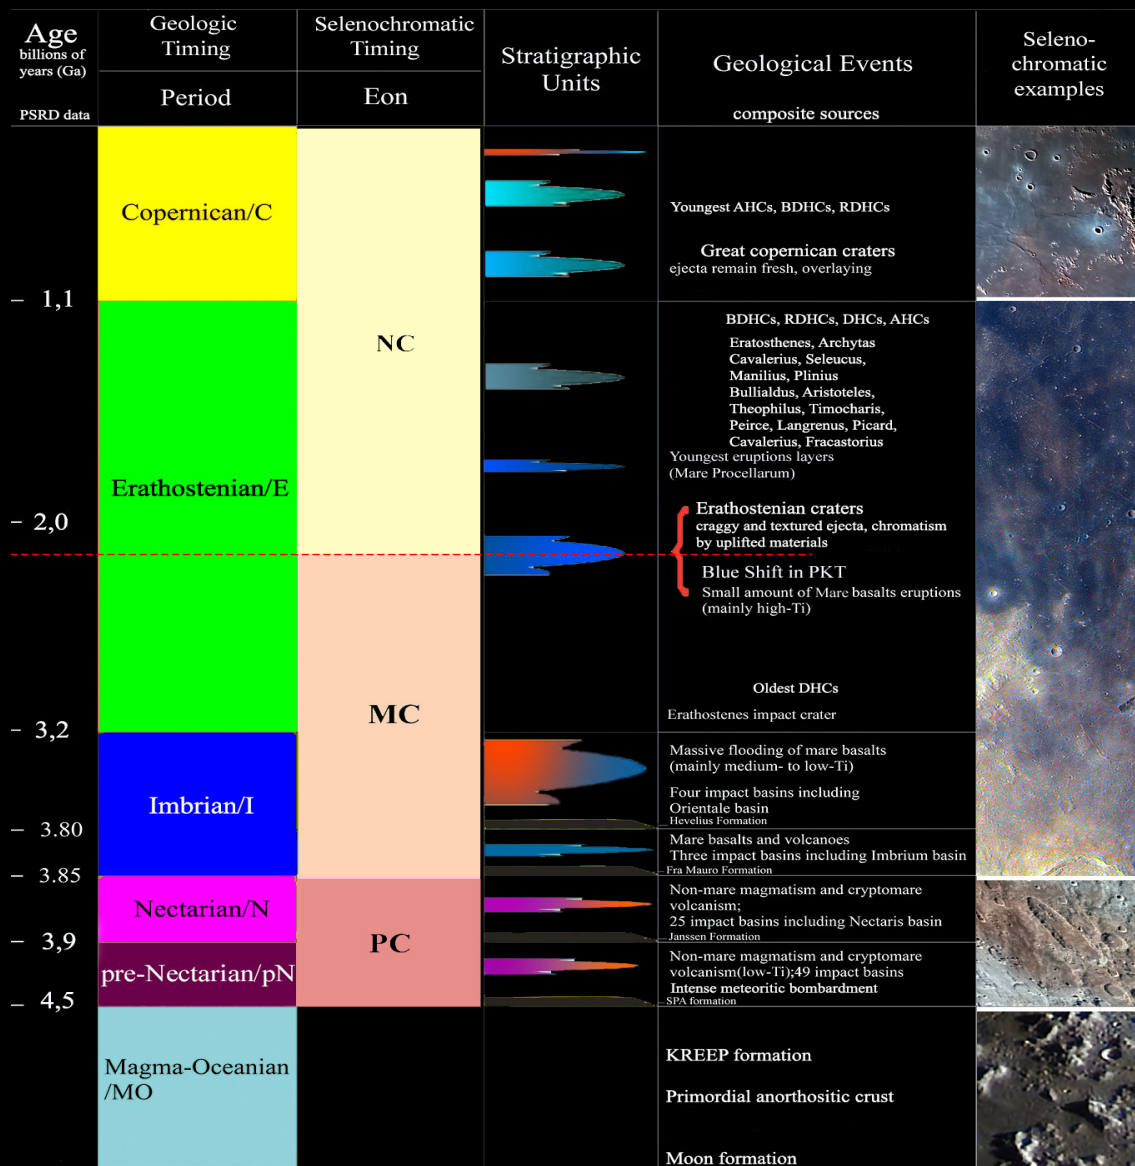 Age
billions of
years (Ga)
PSRD data
Geologic
Timing
Period
Selenochromatic
Timing
Eon
Stratigraphic
Units
Geological Events
composite sources
Seleno-
chromatic
examples
Copernican/C
NC
Youngest AHCs, BDHCs, RDHCs
Great copernican craters
ejecta remain fresh, overlaying
1,1
BDHCs, RDHCs, DHCs, AHCs
Eratosthenes, Archytas
Cavalerius, Seleucus,
Manilius, Plinius
Bullialdus, Aristoteles,
Theophilus, Timocharis,
Peirce, Langrenus, Picard,
Cavalerius, Fracastorius
Youngest eruptions layers
(Mare Procellarum)
Erathostenian/E
2,0
Erathostenian craters
craggy and textured ejecta, chromatism
by uplifted materials
Blue Shift in PKT
Small amount of Mare basalts eruptions
(mainly high-Ti)
MC
Oldest DHCs
Erathostenes impact crater
3,2
Imbrian/I
Massive flooding of mare basalts
(mainly medium- to low-Ti)
Four impact basins including
Orientale basin
Hevelius Formation
3.80
Mare basalts and volcanoes
Three impact basins including Imbrium basin
Fra Mauro Formation
3.85
Nectarian/N
PC
Non-mare magmatism and cryptomare
volcanism;
25 impact basins including Nectaris basin
Janssen Formation
3,9
pre-Nectarian/pN
Non-mare magmatism and cryptomare
volcanism(low-Ti);49 impact basins
Intense meteoritic bombardment
SPA formation
4,5
Magma-Oceanian
/MO
KREEP formation
Primordial anorthositic crust
Moon formation